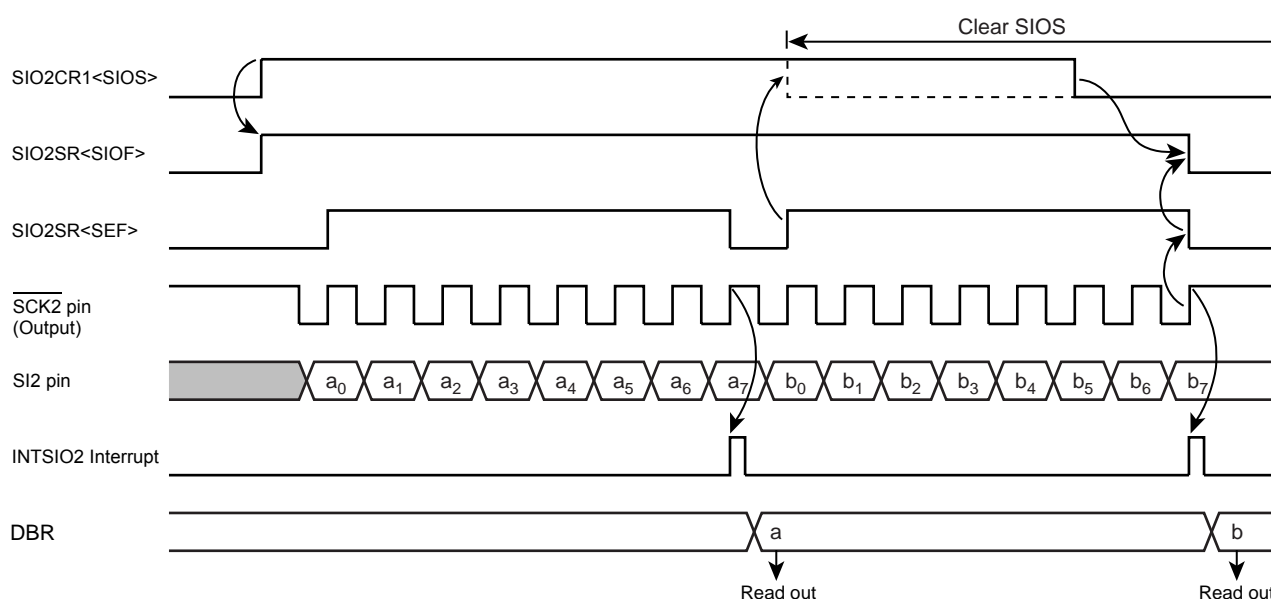 Clear SIOS
SIO2CR1<SIOS>
SIO2SR<SIOF>
SIO2SR<SEF>
SCK2 pin
(Output)
SI2 pin
a0 a1 a2 a3 a4 a5 a6 a7 b0 b1 b2 b3 b4 b5 b6 b7
INTSIO2 Interrupt
DBR
a b
Read out Read out